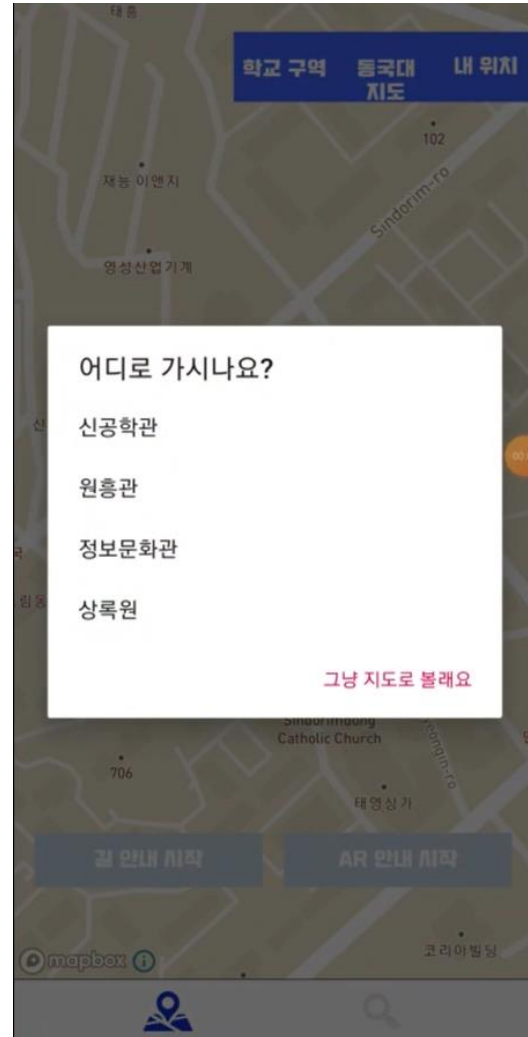 태흥
학교 구역
동국대
지도
내 위치
102
재능 이앤지
Sindorim-ro
영성산업기계
어디로 가시나요?
신공학관
원흥관
정보문화관
상록원
그냥 지도로 볼래요
Sindorimdong
Catholic Church
706
태영상가
길 안내 시작
AR 안내 시작
mapbox
코리아빌딩